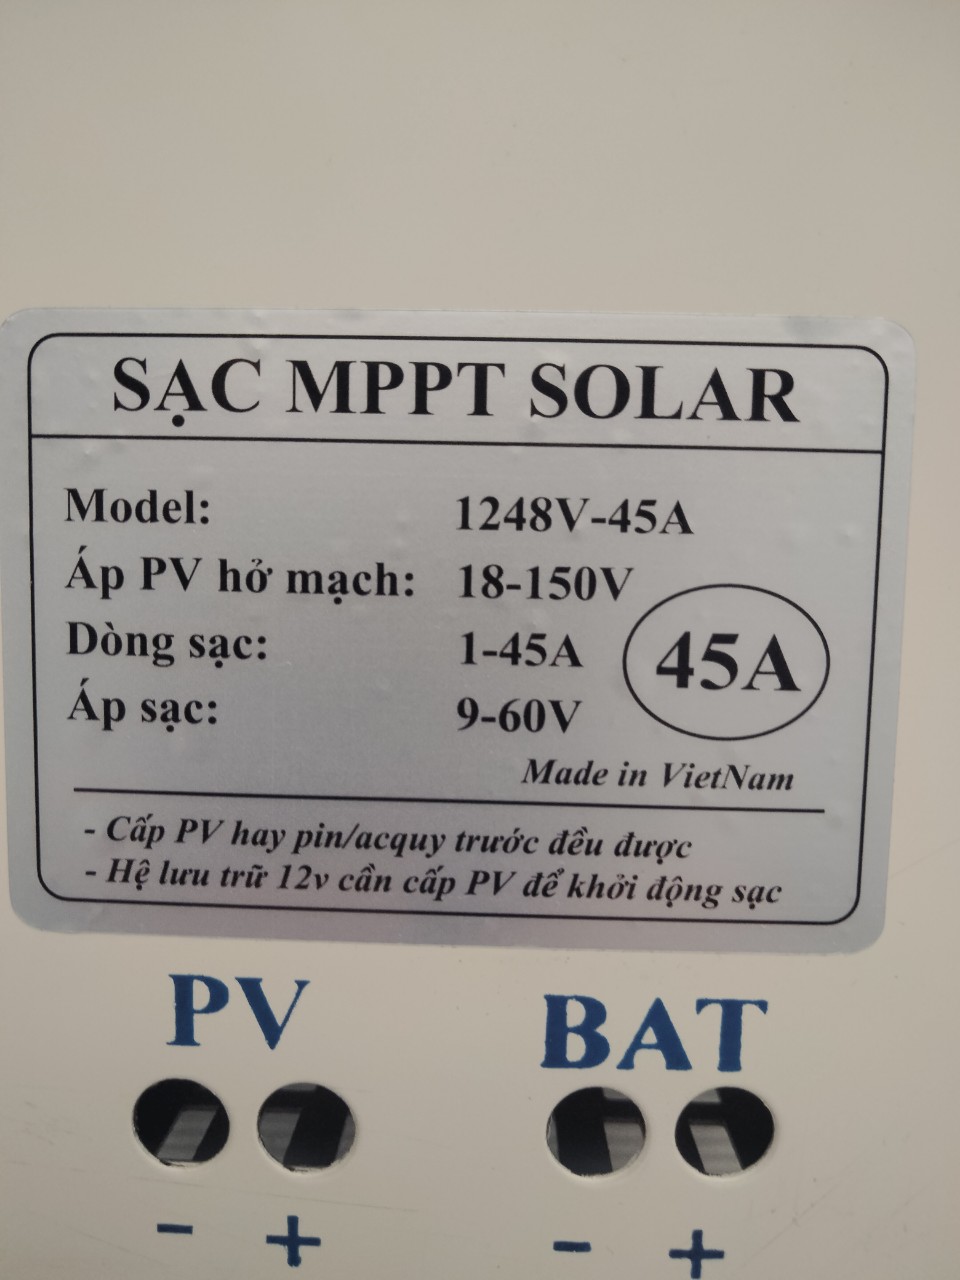 SẠC MPPT SOLAR
Model: 1248V-45A
Áp PV hở mạch: 18-150V
Dòng sạc: 1-45A
45A
Áp sạc: 9-60V
Made in VietNam
- Cấp PV hay pin/acquy trước đều được
- Hệ lưu trữ 12v cần cấp PV để khởi động sạc
PV BAT
- + - +